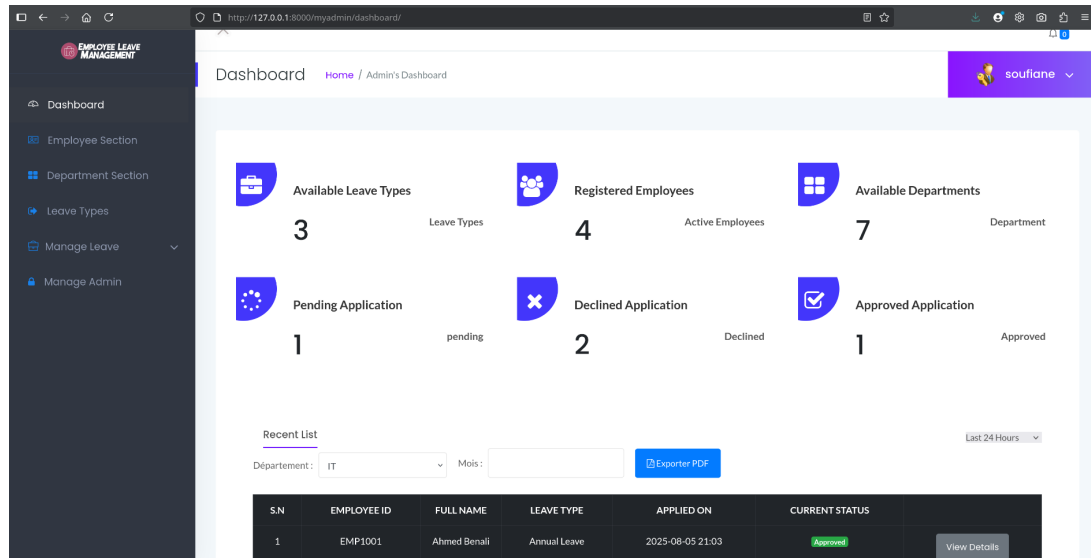 http://127.0.0.1:8000/myadmin/dashboard/
EMPLOYEE LEAVE
MANAGEMENT
0
Dashboard Home / Admin's Dashboard
soufiane
Dashboard
Employee Section
Department Section
Leave Types
Manage Leave
Manage Admin
Available Leave Types
3 Leave Types
Registered Employees
4 Active Employees
Available Departments
7 Department
Pending Application
1 pending
Declined Application
2 Declined
Approved Application
1 Approved
Recent List
Last 24 Hours
Département : IT Mois : Exporter PDF
S.N EMPLOYEE ID FULL NAME LEAVE TYPE APPLIED ON CURRENT STATUS
1 EMP1001 Ahmed Benali Annual Leave 2025-08-05 21:03 Approved View Details